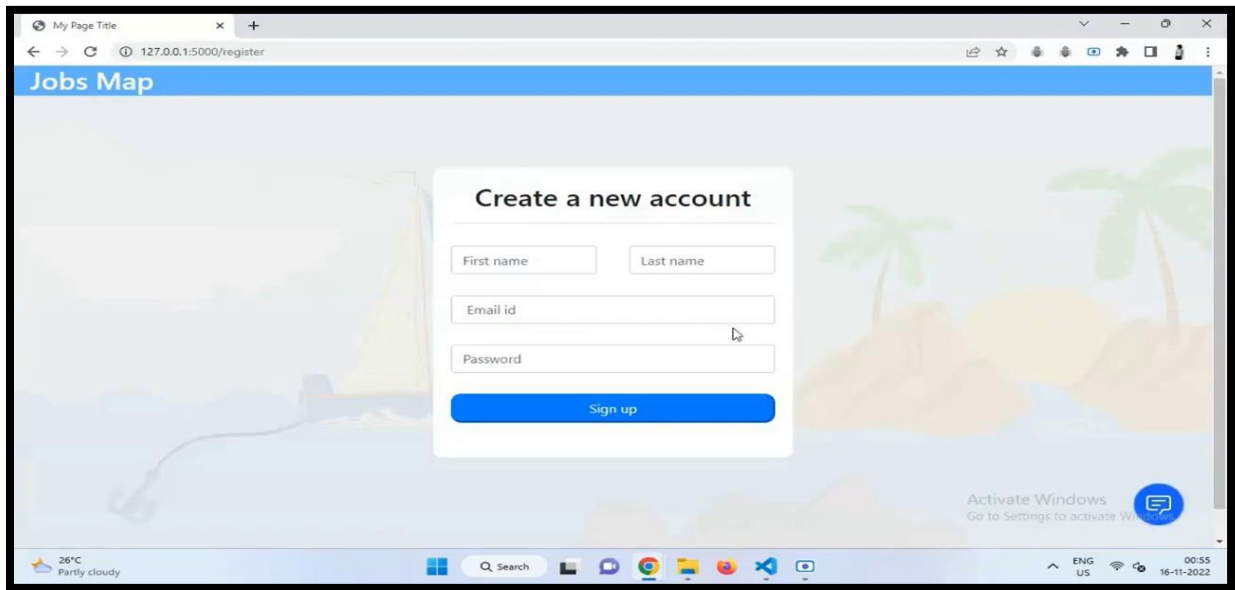 My Page Title
127.0.0.1:5000/register
Jobs Map
Create a new account
First name Last name
Email id
Password
Sign up
Activate Windows
Go to Settings to activate Windows.
26°C
Partly cloudy
Search
ENG
US
00:55
16-11-2022